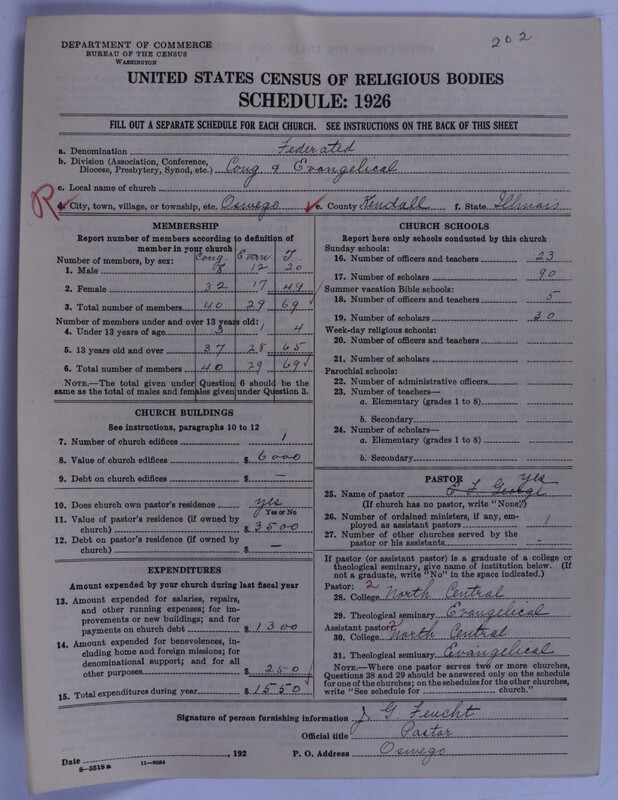 202
DEPARTMENT OF COMMERCE
BUREAU OF THE CENSUS
WASHINGTON
UNITED STATES CENSUS OF RELIGIOUS BODIES
SCHEDULE: 1926
FILL OUT A SEPARATE SCHEDULE FOR EACH CHURCH. SEE INSTRUCTIONS ON THE BACK OF THIS SHEET
a. Denomination Federated
b. Division (Association, Conference,
Diocese, Presbytery, Synod, etc.) Cong & Evangelical
c. Local name of church
R d. City, town, village, or township, etc. Oswego e. County Kendall f. State Illinois
MEMBERSHIP
Report number of members according to definition of
member in your church
Number of members, by sex: Cong. Evan T.
1. Male 8 12 20
2. Female 32 17 49
3. Total number of members 40 29 69
Number of members under and over 13 years old:
4. Under 13 years of age 3 1 4
5. 13 years old and over 37 28 65
6. Total number of members 40 29 69
NOTE.—The total given under Question 6 should be the
same as the total of males and females given under Question 3.
CHURCH BUILDINGS
See instructions, paragraphs 10 to 12
7. Number of church edifices 1
8. Value of church edifices $ 6000
9. Debt on church edifices $ —
10. Does church own pastor's residence yes
Yes or No
11. Value of pastor's residence (if owned by
church) $ 3500
12. Debt on pastor's residence (if owned by
church) $ —
EXPENDITURES
Amount expended by your church during last fiscal year
13. Amount expended for salaries, repairs,
and other running expenses; for im-
provements or new buildings; and for
payments on church debt $ 1300
14. Amount expended for benevolences, in-
cluding home and foreign missions; for
denominational support; and for all
other purposes $ 250
15. Total expenditures during year $ 1550
CHURCH SCHOOLS
Report here only schools conducted by this church
Sunday schools:
16. Number of officers and teachers 23
17. Number of scholars 90
Summer vacation Bible schools:
18. Number of officers and teachers 5
19. Number of scholars 30
Week-day religious schools:
20. Number of officers and teachers
21. Number of scholars
Parochial schools:
22. Number of administrative officers
23. Number of teachers—
a. Elementary (grades 1 to 8)
b. Secondary
24. Number of scholars—
a. Elementary (grades 1 to 8)
b. Secondary
PASTOR yes
25. Name of pastor E L George
(If church has no pastor, write "None")
26. Number of ordained ministers, if any, em-
ployed as assistant pastors 1
27. Number of other churches served by the
pastor or his assistants -
If pastor (or assistant pastor) is a graduate of a college or
theological seminary, give name of institution below. (If
not a graduate, write "No" in the space indicated.)
Pastor: 2
28. College North Central
29. Theological seminary Evangelical
Assistant pastor: 2
30. College North Central
31. Theological seminary Evangelical
NOTE.—Where one pastor serves two or more churches,
Questions 28 and 29 should be answered only on the schedule
for one of the churches; on the schedules for the other churches,
write "See schedule for church."
Signature of person furnishing information J. G. Feucht
Official title Pastor
Date , 192 P. O. Address Oswego
8—5518a 11—9084